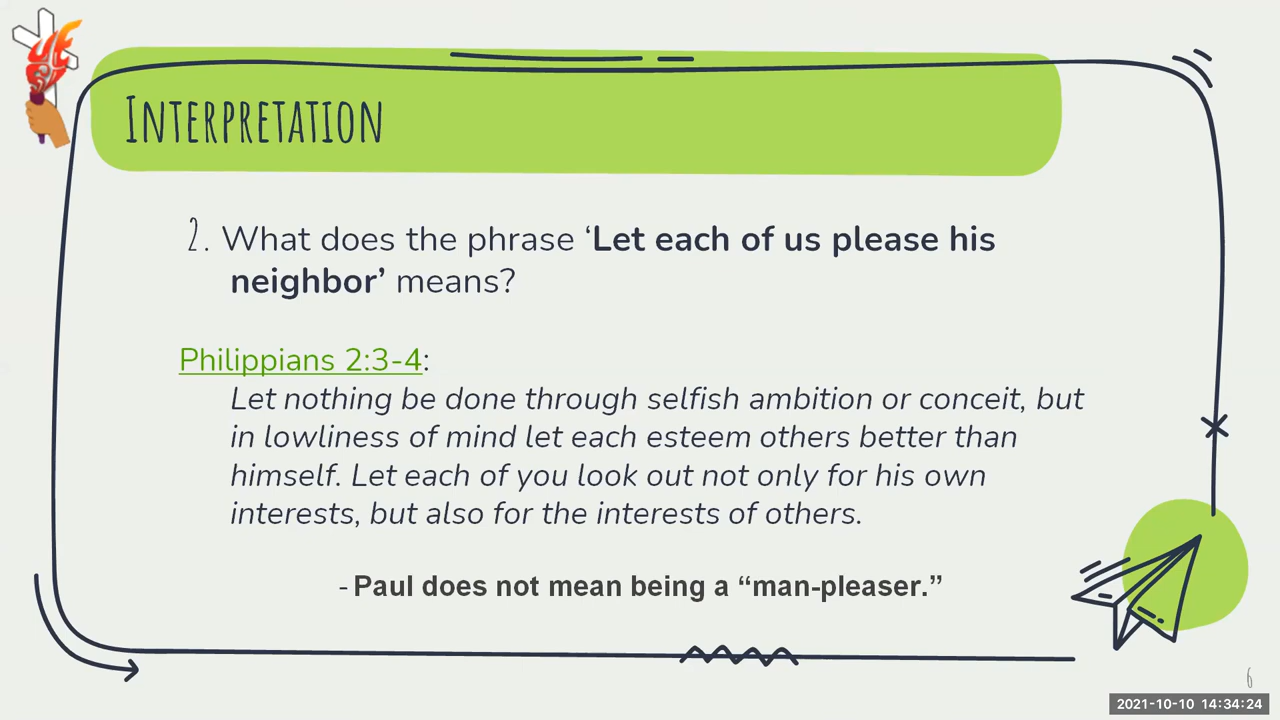 Interpretation
2. What does the phrase ‘Let each of us please his
neighbor’ means?
Philippians 2:3-4:
Let nothing be done through selfish ambition or conceit, but
in lowliness of mind let each esteem others better than
himself. Let each of you look out not only for his own
interests, but also for the interests of others.
- Paul does not mean being a “man-pleaser.”
6
2021-10-10 14:34:24